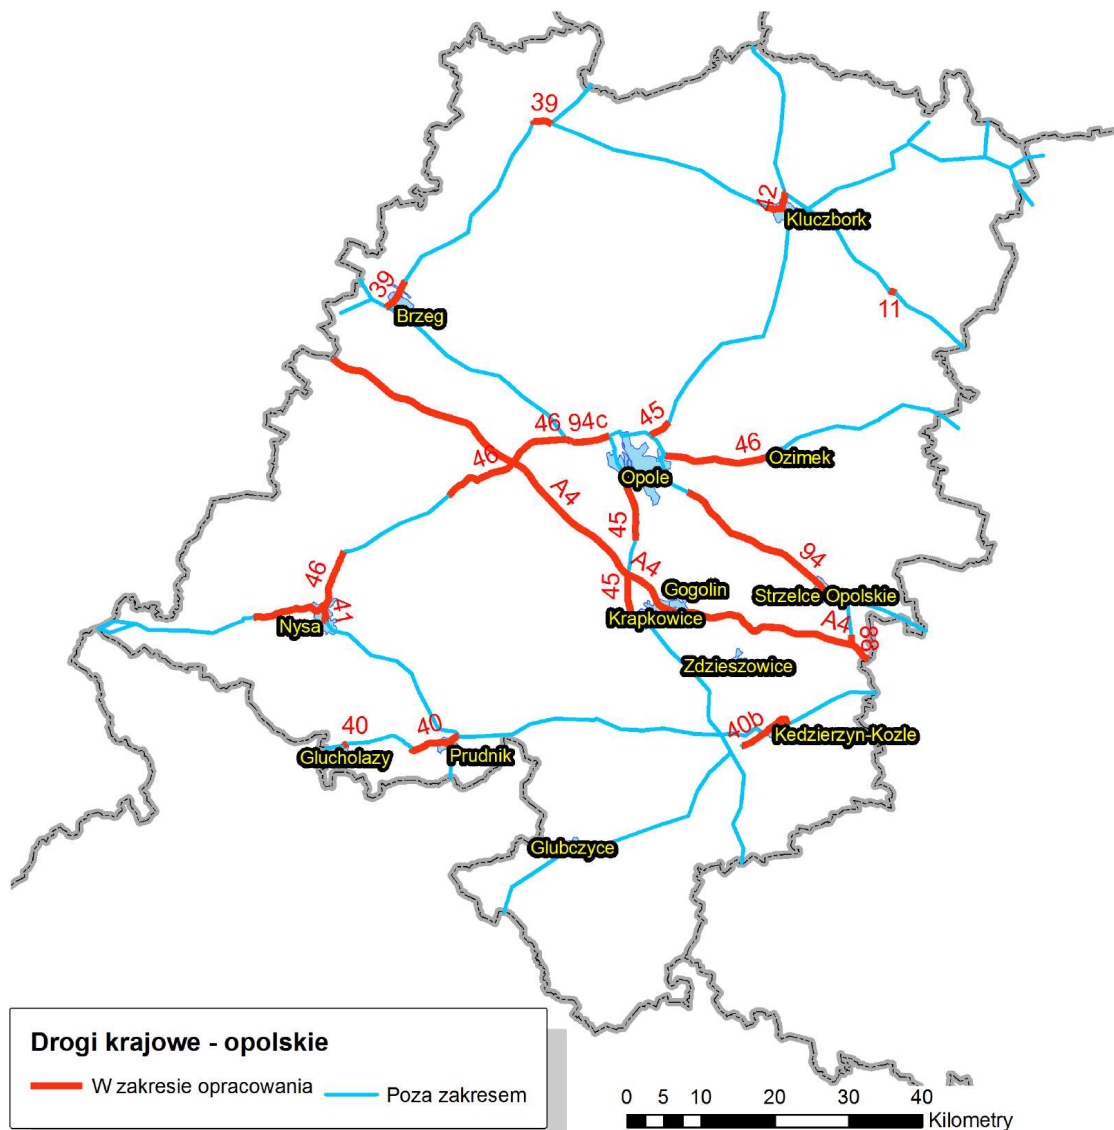 39
42
Kluczbork
39
Brzeg
11
46
94c
45
46
46
Ozimek
Opole
A4
45
94
46
A4
45
Gogolin
Strzelce Opolskie
41
Krapkowice
A4
Nysa
88
Zdzieszowice
40
40
40b
Kedzierzyn-Kozle
Glucholazy
Prudnik
Glubczyce
Drogi krajowe - opolskie
W zakresie opracowania
Poza zakresem
0 5 10 20 30 40
Kilometry